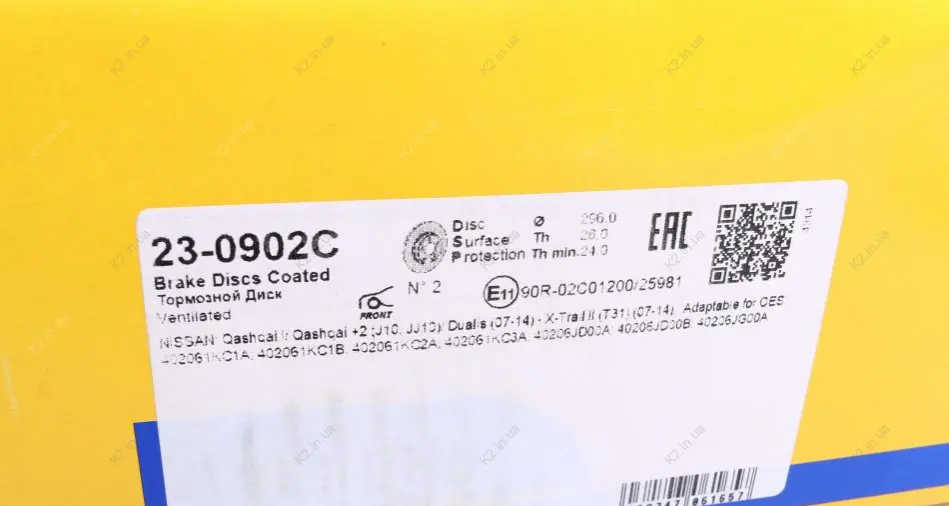 23-0902C
Brake Discs Coated
Тормозной Диск
Ventilated
Disc
Surface
Protection
Ø 296.0
Th 26.0
Th min. 24.0
EAC
N° 2
FRONT
E11 90R-02C01200/25981
NISSAN: Qashqai I/ Qashqai +2 (J10, JJ10)/ Dualis (07-14) - X-Trail II (T31) (07-14). Adaptable for OES
402061KC1A, 402061KC1B, 402061KC2A, 402061KC3A, 40206JD00A, 40206JD00B, 40206JG00A
861657
K2.in.ua